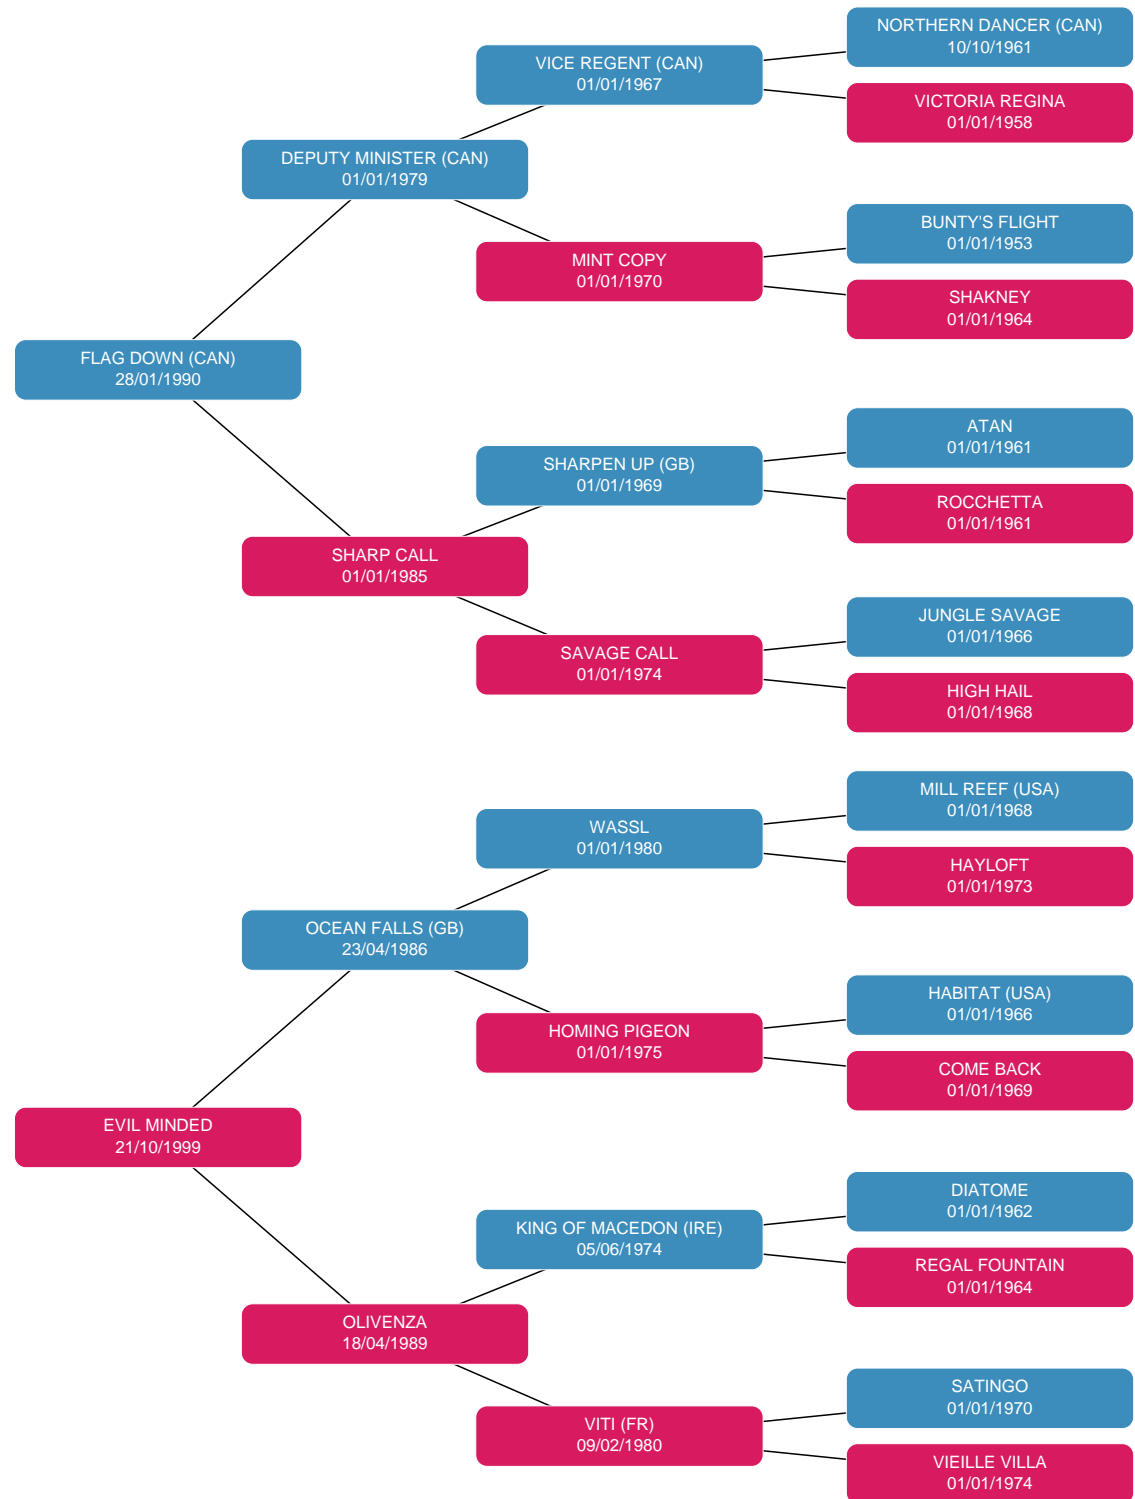 NORTHERN DANCER (CAN)
10/10/1961
VICE REGENT (CAN)
01/01/1967
VICTORIA REGINA
01/01/1958
DEPUTY MINISTER (CAN)
01/01/1979
BUNTY'S FLIGHT
01/01/1953
MINT COPY
01/01/1970
SHAKNEY
01/01/1964
FLAG DOWN (CAN)
28/01/1990
ATAN
01/01/1961
SHARPEN UP (GB)
01/01/1969
ROCCHETTA
01/01/1961
SHARP CALL
01/01/1985
JUNGLE SAVAGE
01/01/1966
SAVAGE CALL
01/01/1974
HIGH HAIL
01/01/1968
MILL REEF (USA)
01/01/1968
WASSL
01/01/1980
HAYLOFT
01/01/1973
OCEAN FALLS (GB)
23/04/1986
HABITAT (USA)
01/01/1966
HOMING PIGEON
01/01/1975
COME BACK
01/01/1969
EVIL MINDED
21/10/1999
DIATOME
01/01/1962
KING OF MACEDON (IRE)
05/06/1974
REGAL FOUNTAIN
01/01/1964
OLIVENZA
18/04/1989
SATINGO
01/01/1970
VITI (FR)
09/02/1980
VIEILLE VILLA
01/01/1974